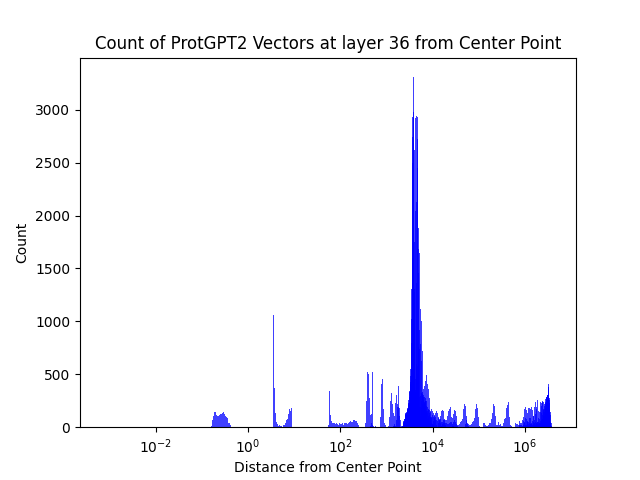 Count of ProtGPT2 Vectors at layer 36 from Center Point
3000
2500
2000
1500
1000
500
0
Count
10⁻² 10⁰ 10² 10⁴ 10⁶
Distance from Center Point